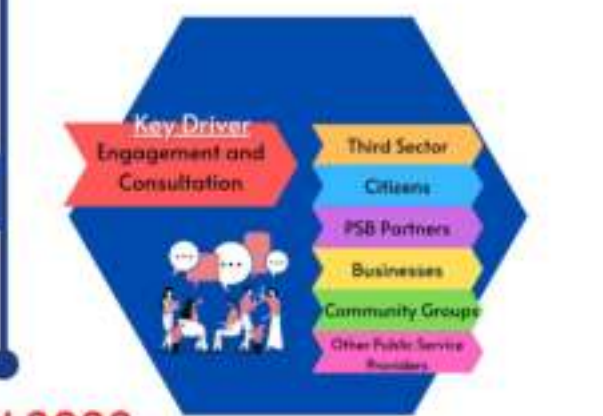 Key Driver
Engagement and
Consultation
Third Sector
Citizens
PSB Partners
Businesses
Community Groups
Other Public Service
Providers